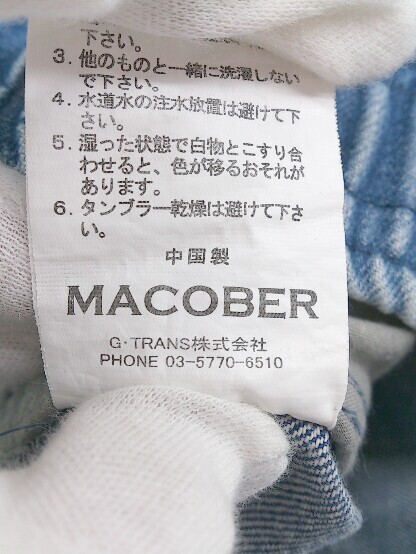 下さい。
3. 他のものと一緒に洗濯しない
で下さい。
4. 水道水の注水放置は避けて下
さい。
5. 湿った状態で白物とこすり合
わせると、色が移るおそれが
あります。
6. タンブラー乾燥は避けて下さ
い。
中国製
MACOBER
G·TRANS株式会社
PHONE 03-5770-6510